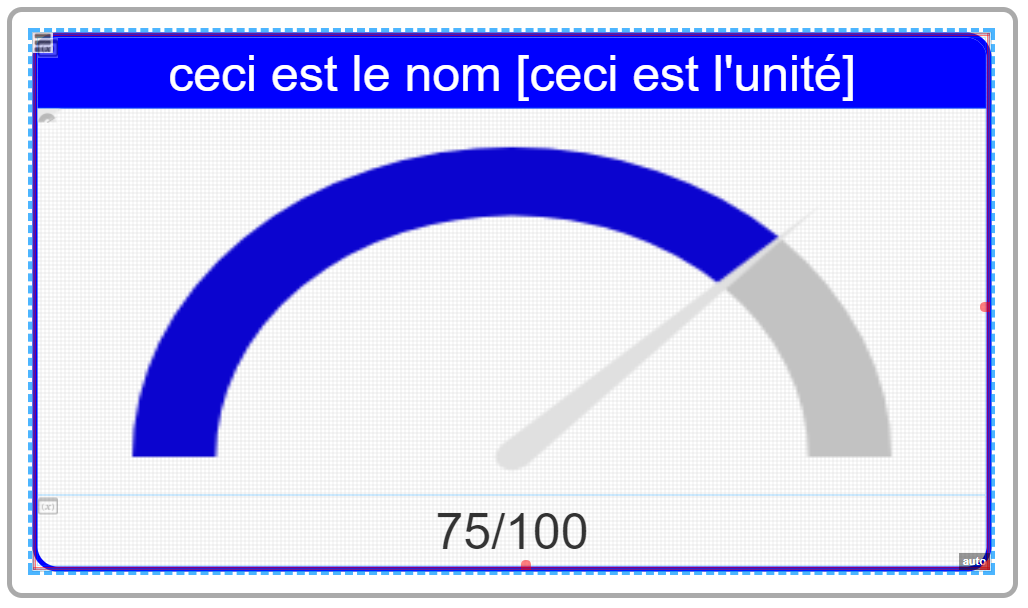 ceci est le nom [ceci est l'unité]
75/100
auto